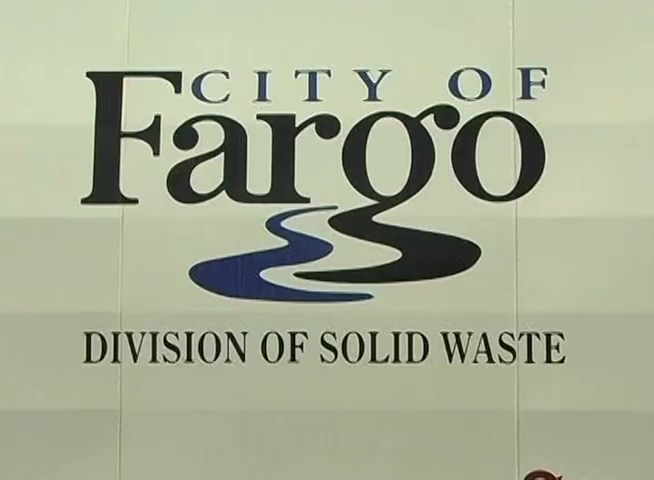 CITY OF
Fargo
DIVISION OF SOLID WASTE